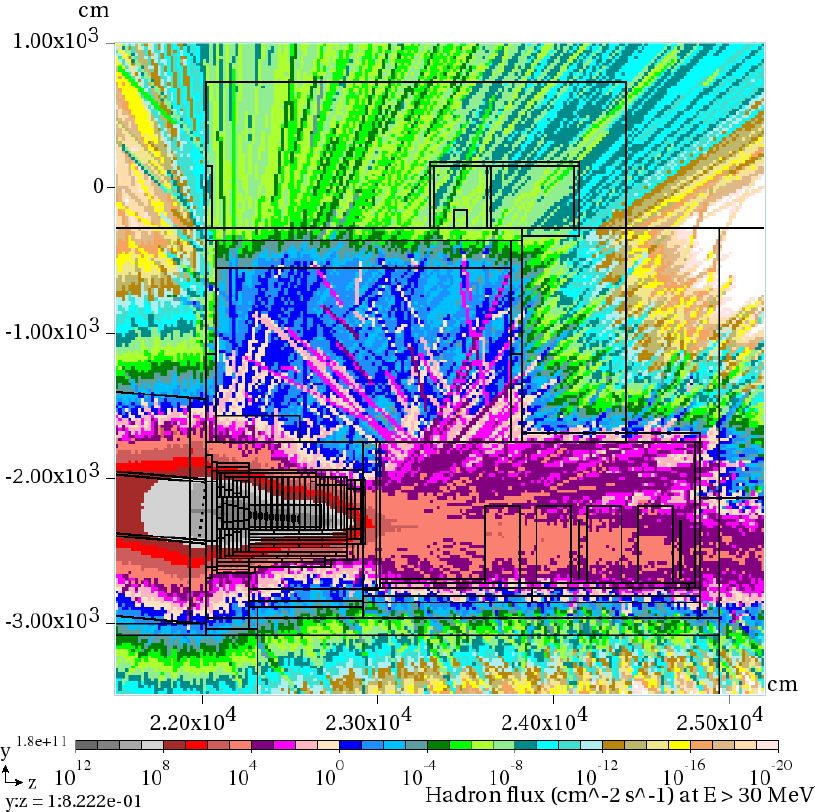 cm
1.00x10^3
0
-1.00x10^3
-2.00x10^3
-3.00x10^3
cm
2.20x10^4 2.30x10^4 2.40x10^4 2.50x10^4
1.8e+11
y
z
10^12 10^8 10^4 10^0 10^-4 10^-8 10^-12 10^-16 10^-20
Hadron flux (cm^-2 s^-1) at E > 30 MeV
y:z = 1:8.222e-01